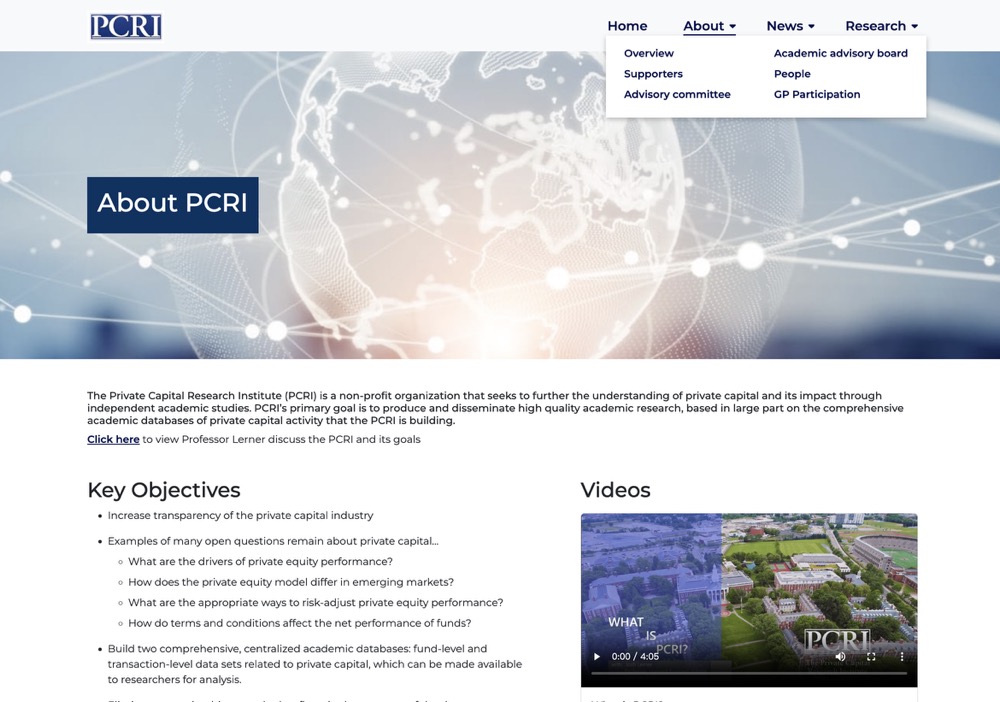 PCRI
Home About News Research
Overview Academic advisory board
Supporters People
Advisory committee GP Participation
About PCRI
The Private Capital Research Institute (PCRI) is a non-profit organization that seeks to further the understanding of private capital and its impact through
independent academic studies. PCRI's primary goal is to produce and disseminate high quality academic research, based in large part on the comprehensive
academic databases of private capital activity that the PCRI is building.
Click here to view Professor Lerner discuss the PCRI and its goals
Key Objectives
• Increase transparency of the private capital industry
• Examples of many open questions remain about private capital...
○ What are the drivers of private equity performance?
○ How does the private equity model differ in emerging markets?
○ What are the appropriate ways to risk-adjust private equity performance?
○ How do terms and conditions affect the net performance of funds?
• Build two comprehensive, centralized academic databases: fund-level and
transaction-level data sets related to private capital, which can be made available
to researchers for analysis.
Videos
WHAT
IS
PCRI?
PCRI
0:00 / 4:05